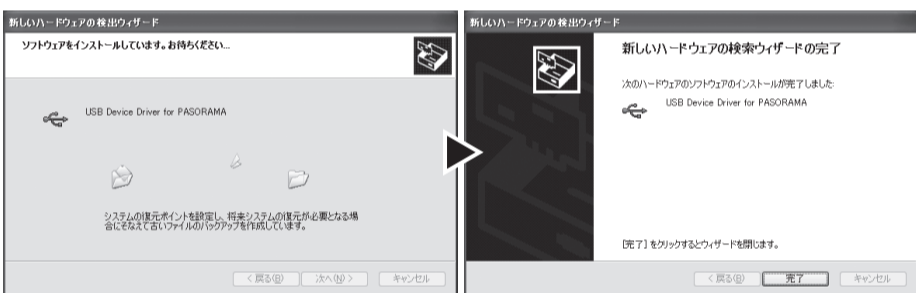 新しいハードウェアの検出ウィザード
ソフトウェアをインストールしています。お待ちください...
USB Device Driver for PASORAMA
システムの復元ポイントを設定し、将来システムの復元が必要となる場
合にそなえて古いファイルのバックアップを作成しています。
< 戻る(B)
次へ(N) >
キャンセル
新しいハードウェアの検出ウィザード
新しいハードウェアの検索ウィザードの完了
次のハードウェアのソフトウェアのインストールが完了しました:
USB Device Driver for PASORAMA
[完了] をクリックするとウィザードを閉じます。
< 戻る(B)
完了
キャンセル